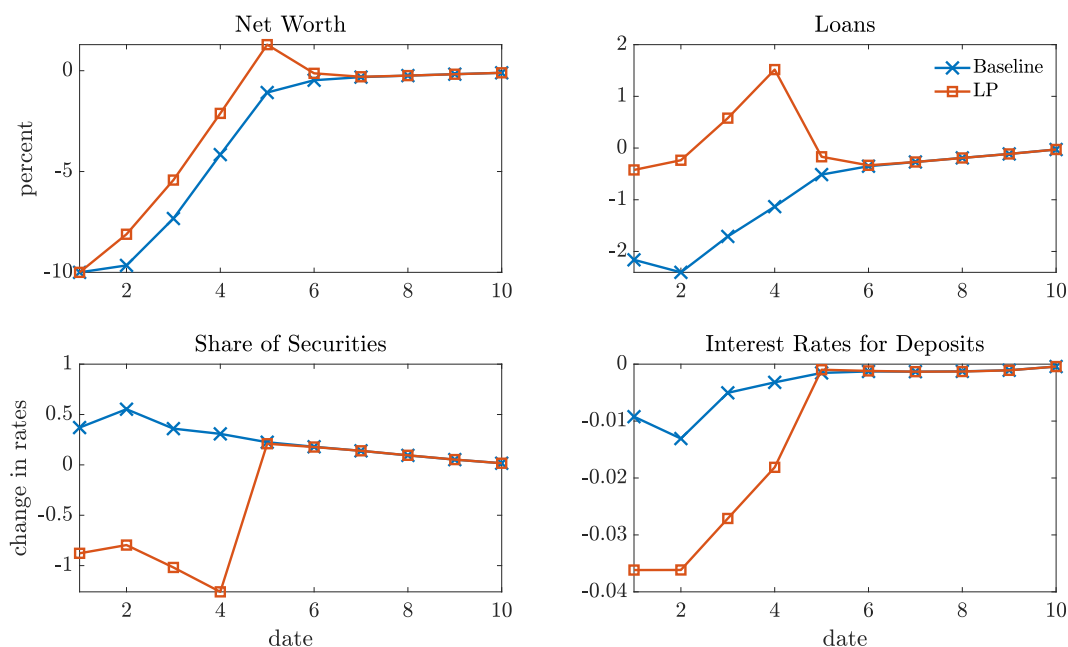 Net Worth
0
-5
-10
percent
2 4 6 8 10
Loans
2
1
0
-1
-2
Baseline
LP
2 4 6 8 10
Share of Securities
1
0.5
0
-0.5
-1
change in rates
2 4 6 8 10
date
Interest Rates for Deposits
0
-0.01
-0.02
-0.03
-0.04
2 4 6 8 10
date